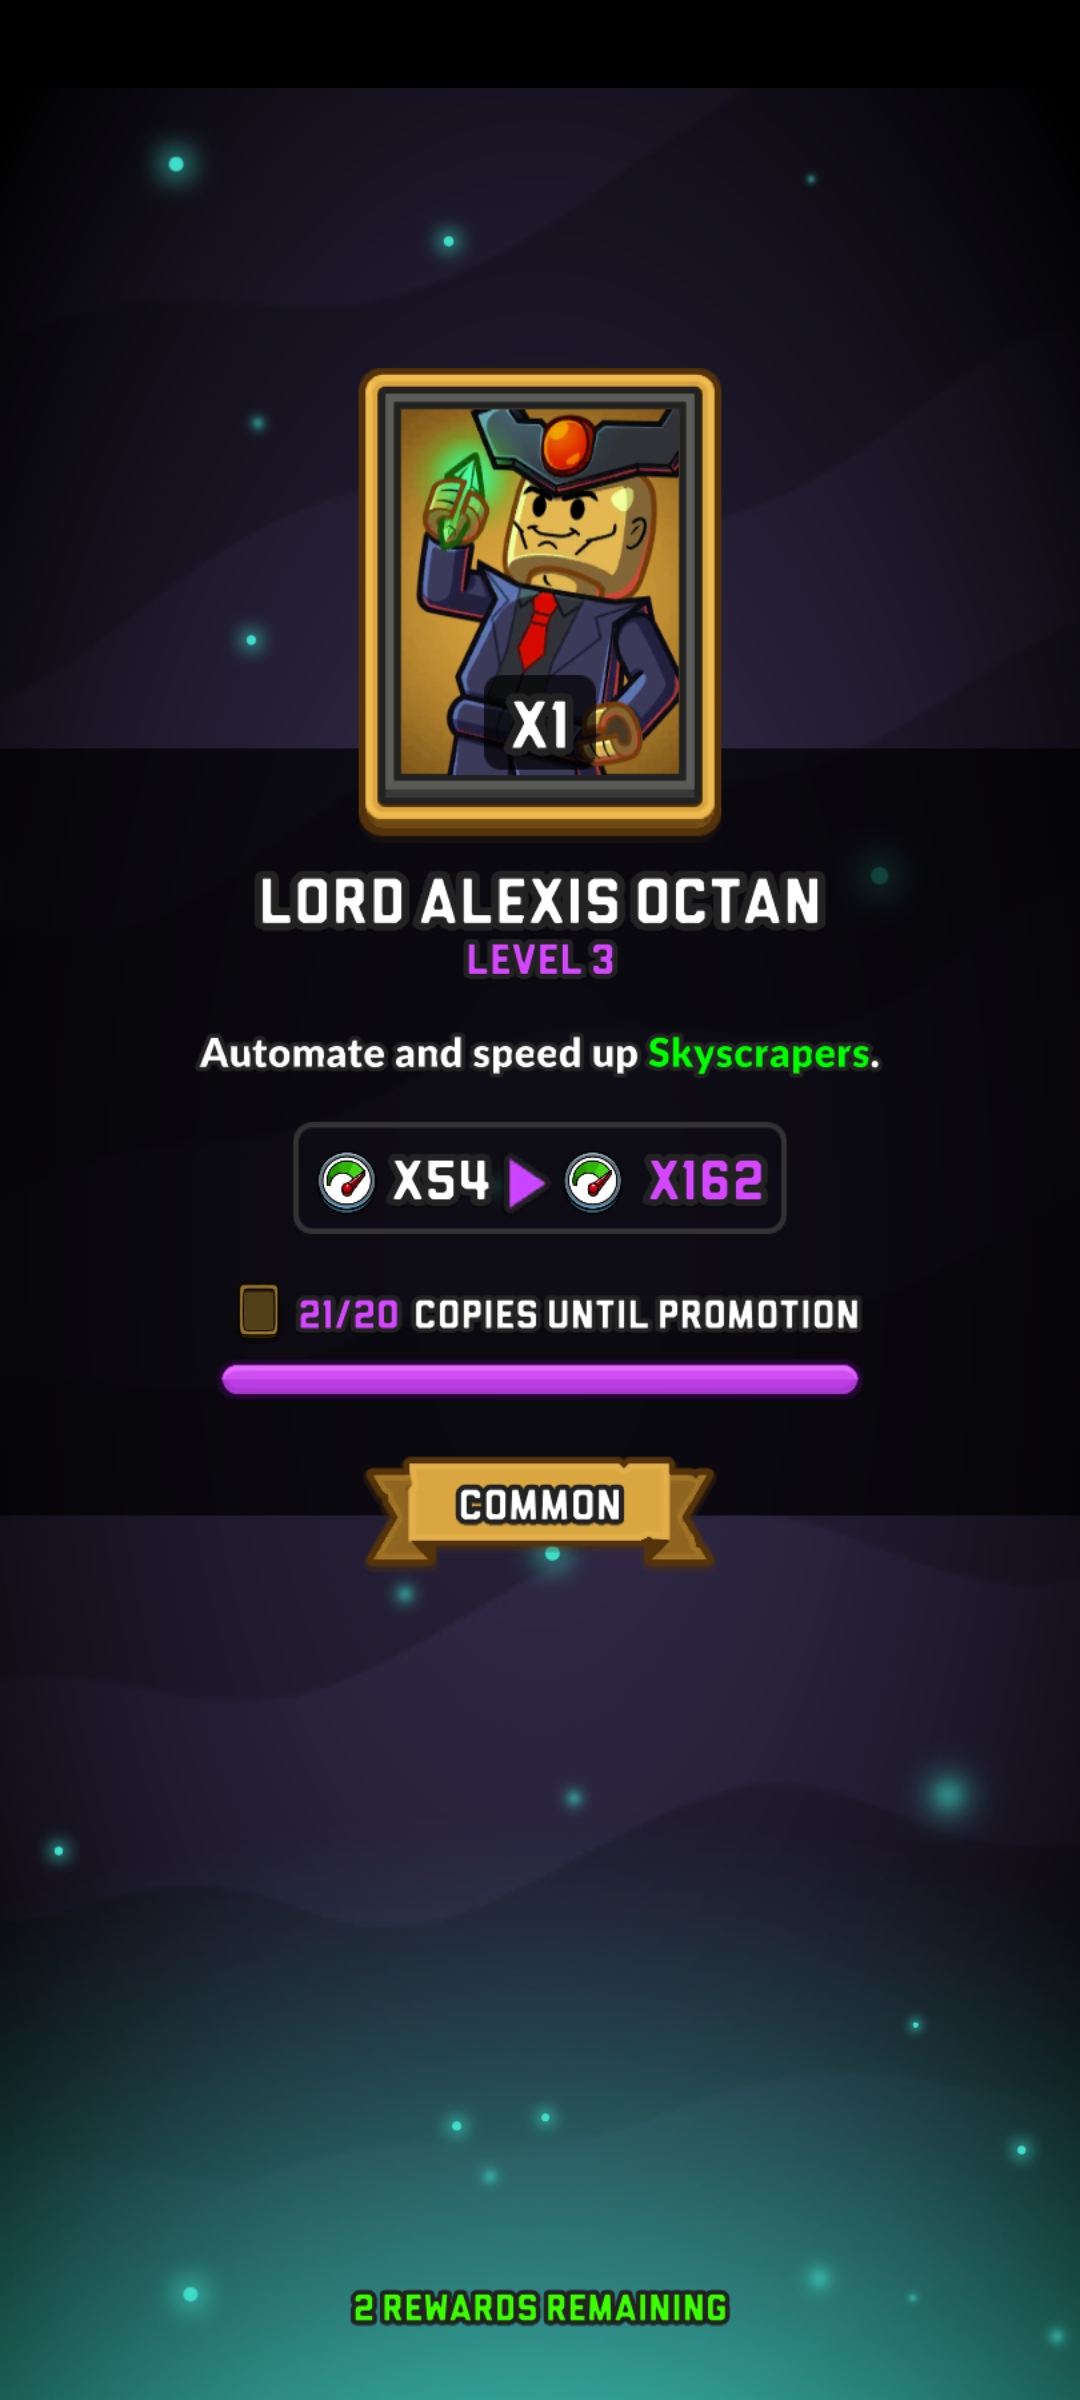 X1
LORD ALEXIS OCTAN
LEVEL 3
Automate and speed up Skyscrapers.
X54 X162
21/20 COPIES UNTIL PROMOTION
COMMON
2 REWARDS REMAINING